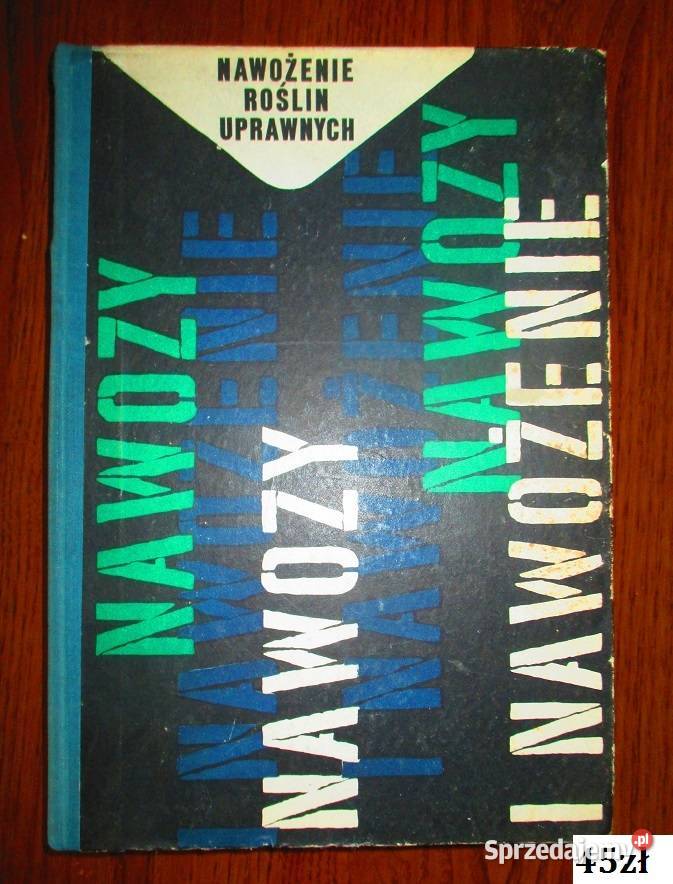 NAWOŻENIE
ROŚLIN
UPRAWNYCH
NAWOZY
I NAWOŻENIE
NAWOZY
I NAWOŻENIE
NAWOZY
I NAWOŻENIE
Sprzedajemy.pl
45zł